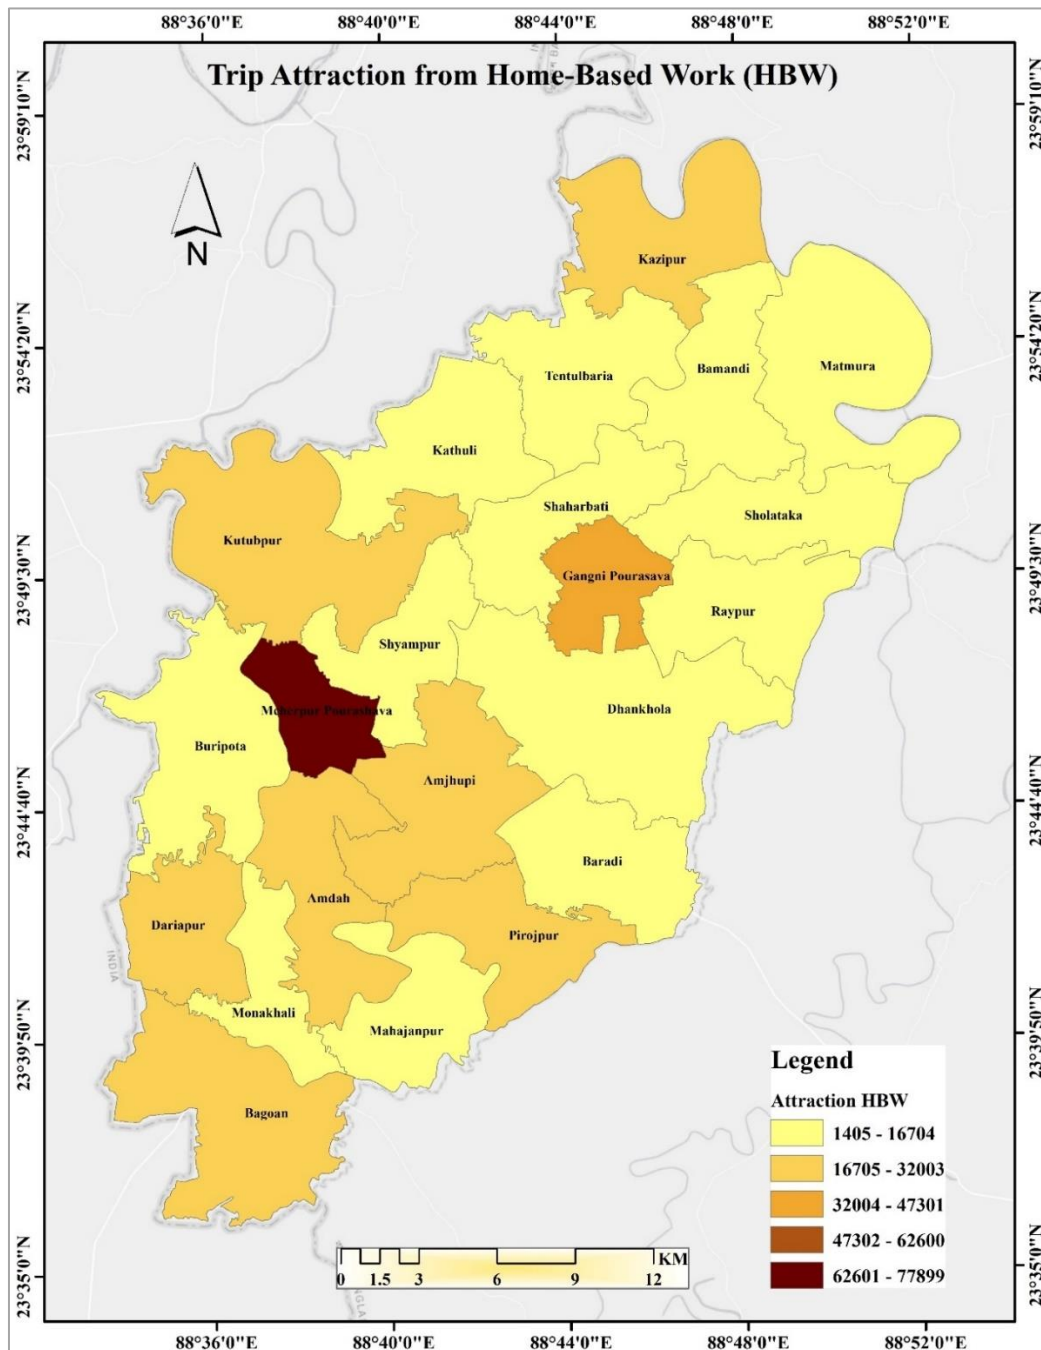 88°36'0"E 88°40'0"E 88°44'0"E 88°48'0"E 88°52'0"E
Trip Attraction from Home-Based Work (HBW)
23°59'10"N 23°59'10"N
N
Kazipur
23°54'20"N 23°54'20"N
Bamandi
Matmura
Tentulbaria
Kathuli
Shaharbati
Sholataka
Kutubpur
23°49'30"N 23°49'30"N
Gangni Pourasava
Raypur
Shyampur
Dhankhola
Meherpur Pourashava
Buripota
Amjhupi
23°44'40"N 23°44'40"N
Baradi
Amdah
Dariapur
Pirojpur
INDIA
Monakhali
Mahajanpur
23°39'50"N 23°39'50"N
Bagoan
Legend
Attraction HBW
1405 - 16704
16705 - 32003
32004 - 47301
47302 - 62600
62601 - 77899
KM
0 1.5 3 6 9 12
23°35'0"N 23°35'0"N
88°36'0"E 88°40'0"E 88°44'0"E 88°48'0"E 88°52'0"E